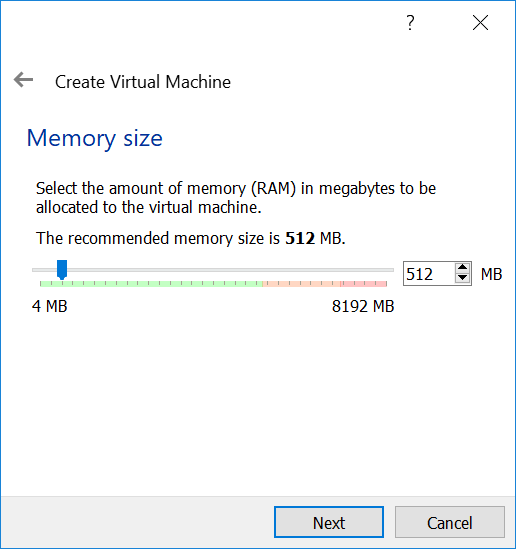 ?
Create Virtual Machine
Memory size
Select the amount of memory (RAM) in megabytes to be
allocated to the virtual machine.
The recommended memory size is 512 MB.
512 MB
4 MB 8192 MB
Next Cancel